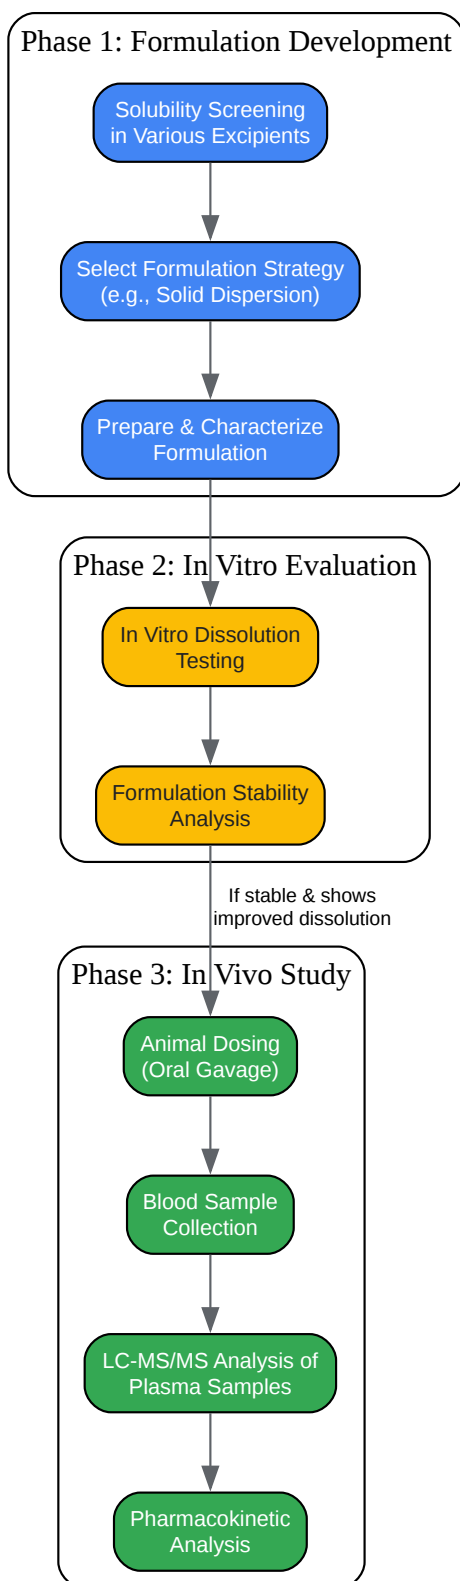 Phase 1: Formulation Development
Solubility Screening
in Various Excipients
Select Formulation Strategy
(e.g., Solid Dispersion)
Prepare & Characterize
Formulation
Phase 2: In Vitro Evaluation
In Vitro Dissolution
Testing
Formulation Stability
Analysis
If stable & shows
improved dissolution
Phase 3: In Vivo Study
Animal Dosing
(Oral Gavage)
Blood Sample
Collection
LC-MS/MS Analysis of
Plasma Samples
Pharmacokinetic
Analysis